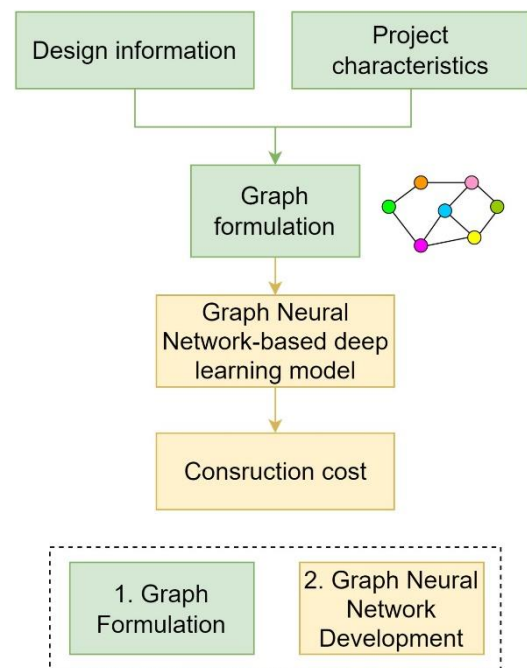 Design information
Project
characteristics
Graph
formulation
Graph Neural
Network-based deep
learning model
Consruction cost
1. Graph
Formulation
2. Graph Neural
Network
Development